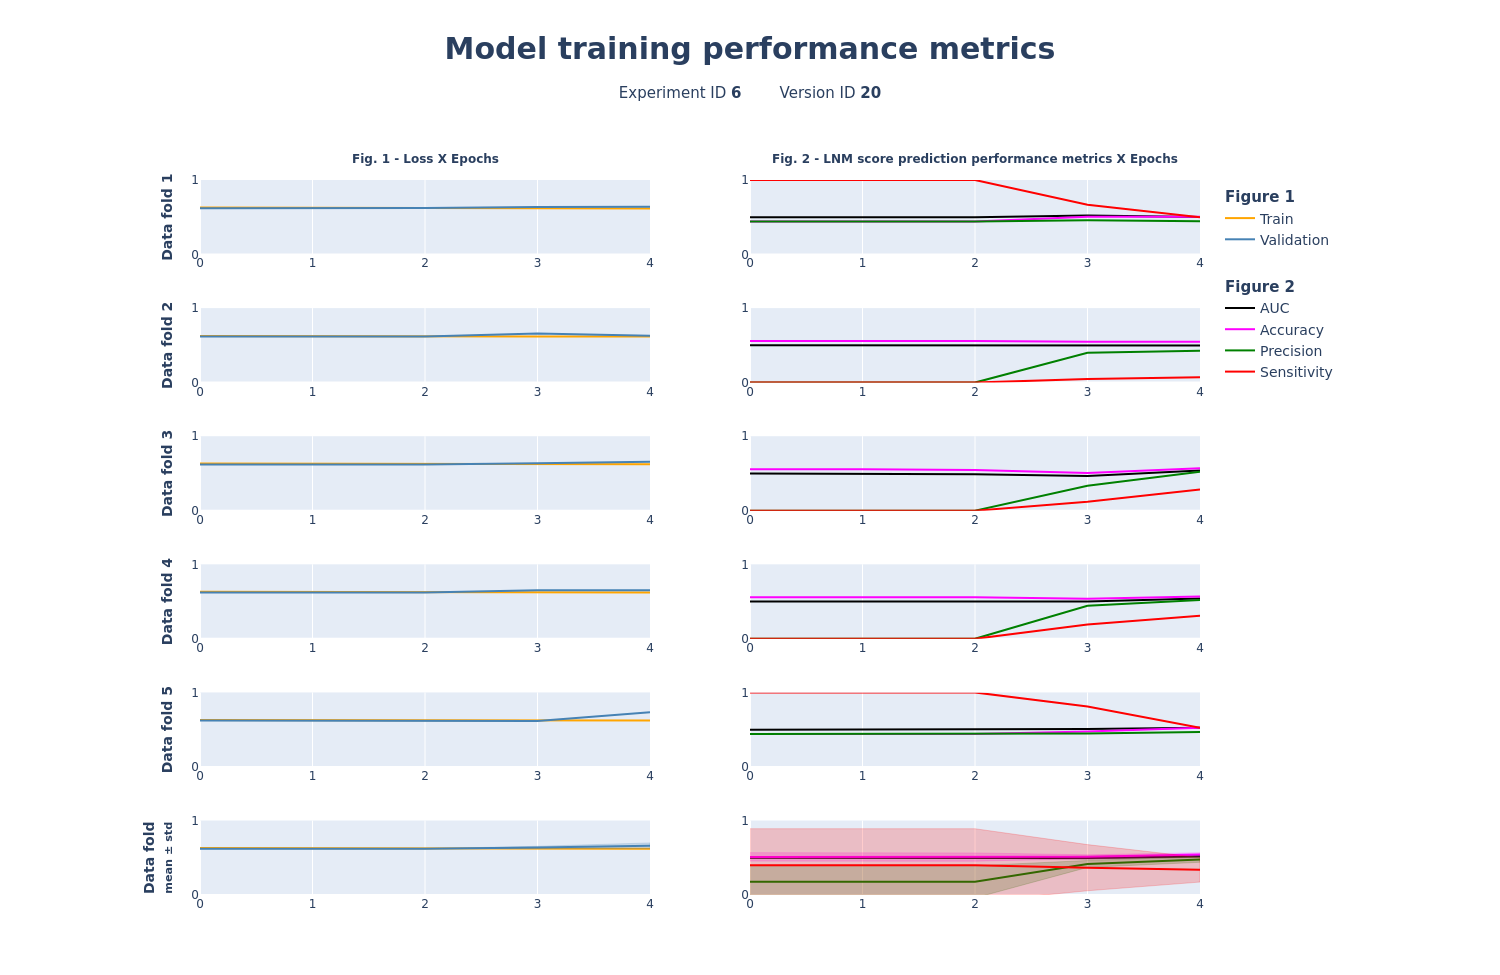 Model training performance metrics
Experiment ID 6 Version ID 20
Fig. 1 - Loss X Epochs
Fig. 2 - LNM score prediction performance metrics X Epochs
Data fold 1
1
0
0 1 2 3 4
1
0
0 1 2 3 4
Figure 1
Train
Validation
Figure 2
AUC
Accuracy
Precision
Sensitivity
Data fold 2
1
0
0 1 2 3 4
1
0
0 1 2 3 4
Data fold 3
1
0
0 1 2 3 4
1
0
0 1 2 3 4
Data fold 4
1
0
0 1 2 3 4
1
0
0 1 2 3 4
Data fold 5
1
0
0 1 2 3 4
1
0
0 1 2 3 4
Data fold
mean ± std
1
0
0 1 2 3 4
1
0
0 1 2 3 4